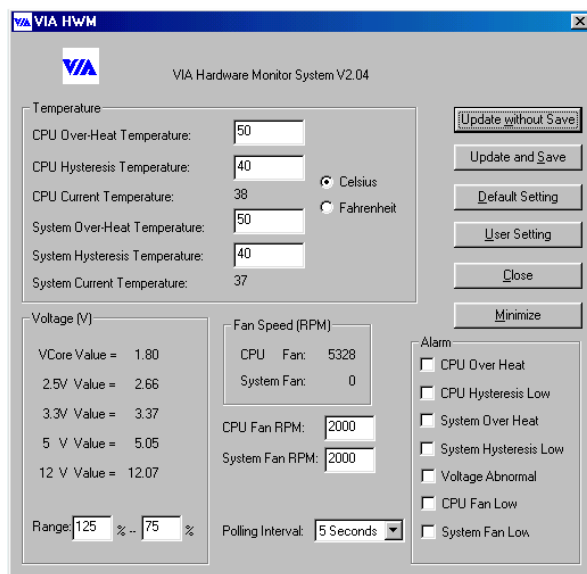 VIA VIA HWM
VIA
VIA Hardware Monitor System V2.04
Temperature
CPU Over-Heat Temperature: 50
CPU Hysteresis Temperature: 40
CPU Current Temperature: 38
System Over-Heat Temperature: 50
System Hysteresis Temperature: 40
System Current Temperature: 37
Celsius
Fahrenheit
Update without Save
Update and Save
Default Setting
User Setting
Close
Minimize
Voltage (V)
VCore Value = 1.80
2.5V Value = 2.66
3.3V Value = 3.37
5 V Value = 5.05
12 V Value = 12.07
Range: 125 % -- 75 %
Fan Speed (RPM)
CPU Fan: 5328
System Fan: 0
CPU Fan RPM: 2000
System Fan RPM: 2000
Polling Interval: 5 Seconds
Alarm
CPU Over Heat
CPU Hysteresis Low
System Over Heat
System Hysteresis Low
Voltage Abnormal
CPU Fan Low
System Fan Low